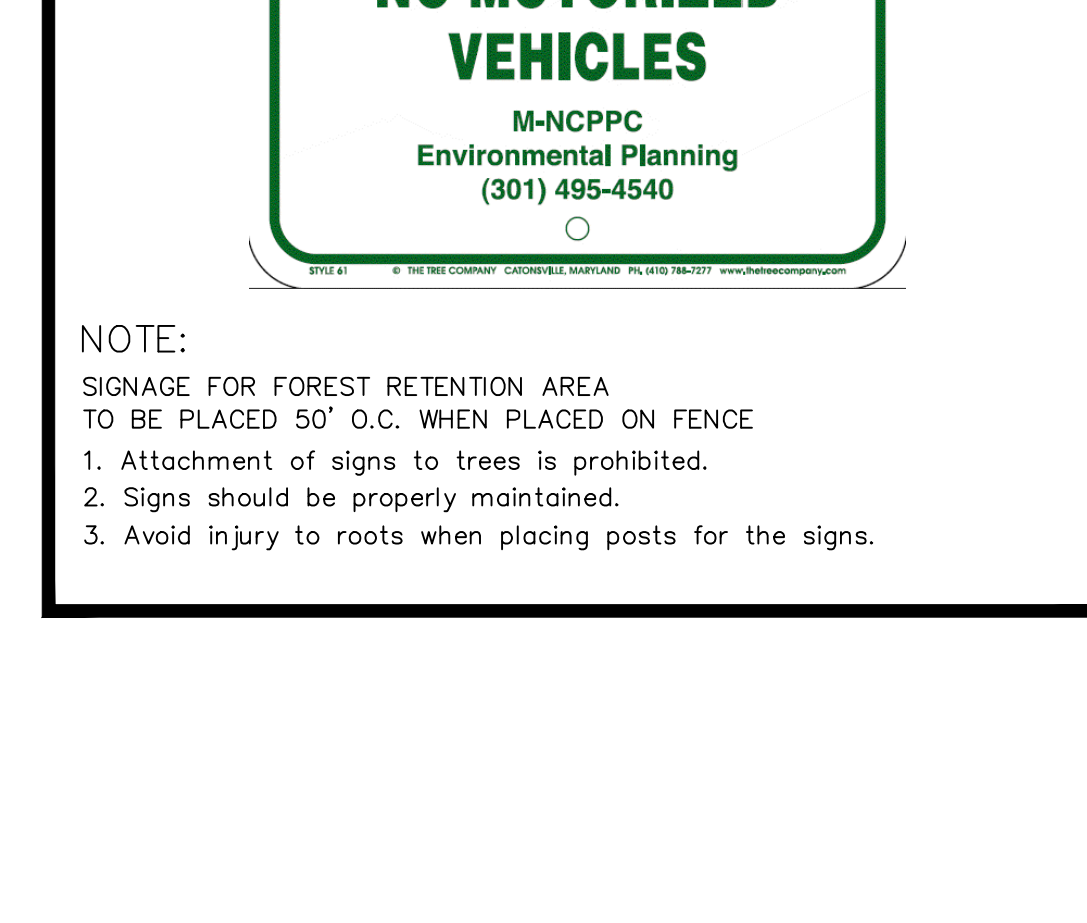 NO MOTORIZED
VEHICLES
M-NCPPC
Environmental Planning
(301) 495-4540
STYLE 61 © THE TREE COMPANY CATONSVILLE, MARYLAND PH. (410) 788-7277 www.thetreecompany.com
NOTE:
SIGNAGE FOR FOREST RETENTION AREA
TO BE PLACED 50' O.C. WHEN PLACED ON FENCE
1. Attachment of signs to trees is prohibited.
2. Signs should be properly maintained.
3. Avoid injury to roots when placing posts for the signs.